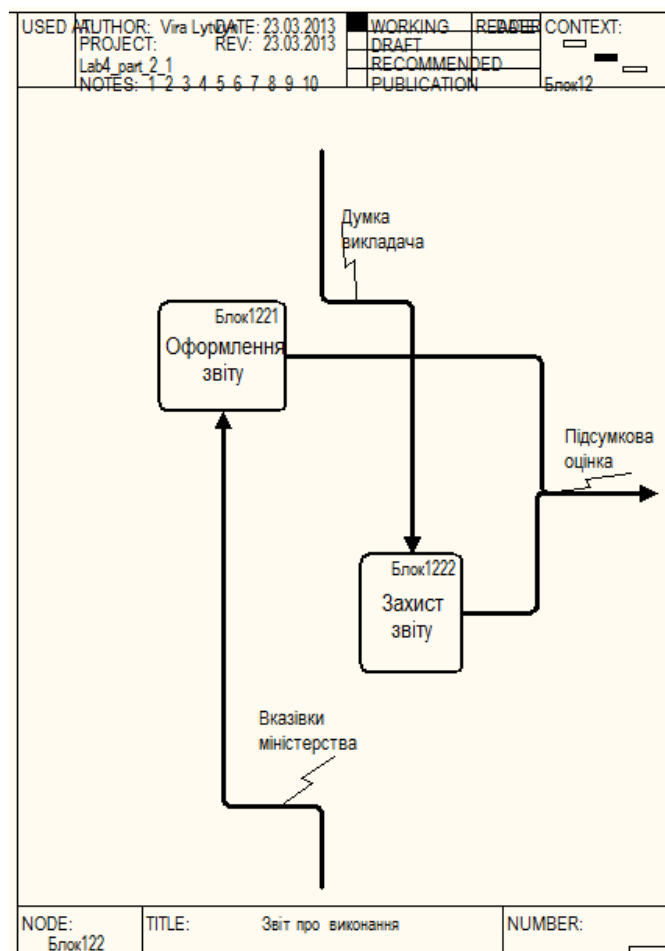 USED AT:
AUTHOR: Vira Lytvyn
DATE: 23.03.2013
WORKING
READER
DATE
CONTEXT:
PROJECT:
REV: 23.03.2013
DRAFT
Lab4_part_2_1
RECOMMENDED
NOTES: 1 2 3 4 5 6 7 8 9 10
PUBLICATION
Блок12
Думка
викладача
Блок1221
Оформлення
звіту
Підсумкова
оцінка
Блок1222
Захист
звіту
Вказівки
міністерства
NODE:
TITLE:
Звіт про виконання
NUMBER:
Блок122